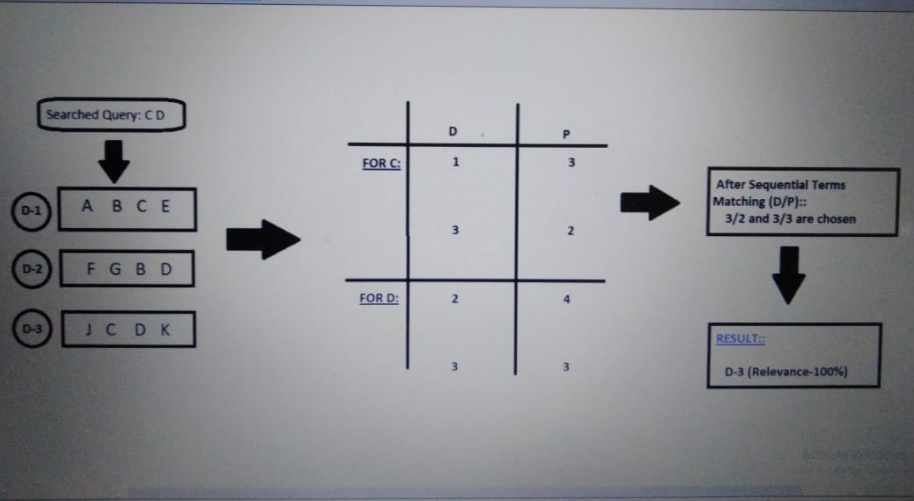 Searched Query: C D
D-1
A B C E
D-2
F G B D
D-3
J C D K
D P
FOR C: 1 3
3 2
FOR D: 2 4
3 3
After Sequential Terms
Matching (D/P)::
3/2 and 3/3 are chosen
RESULT::
D-3 (Relevance-100%)